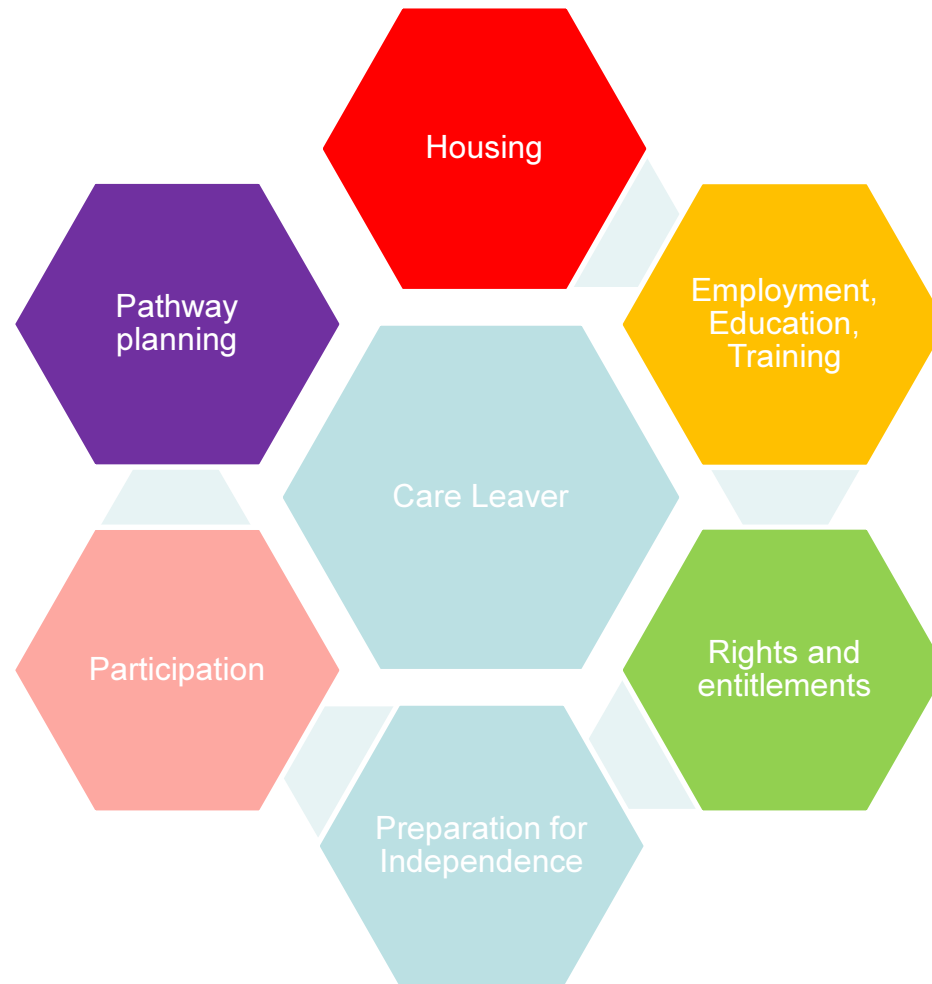 Housing
Pathway
planning
Employment,
Education,
Training
Care Leaver
Participation
Rights and
entitlements
Preparation for
Independence